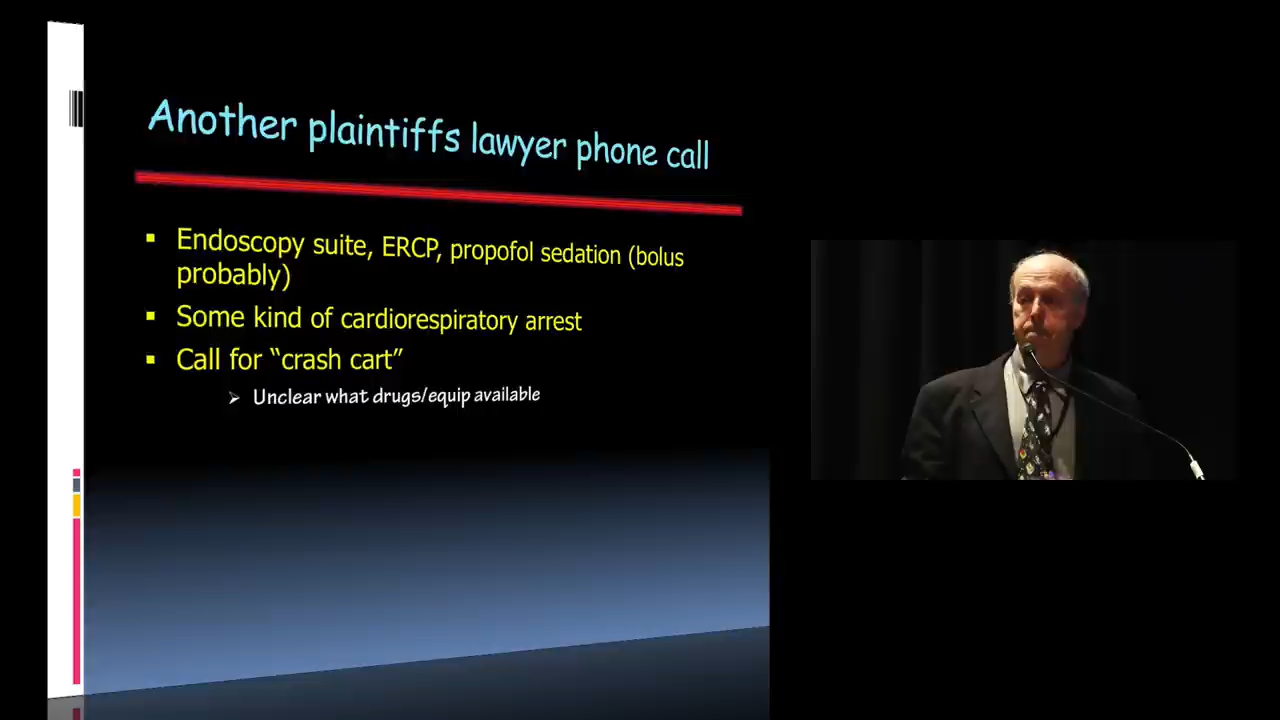 Another plaintiffs lawyer phone call
Endoscopy suite, ERCP, propofol sedation (bolus
probably)
Some kind of cardiorespiratory arrest
Call for “crash cart”
Unclear what drugs/equip available